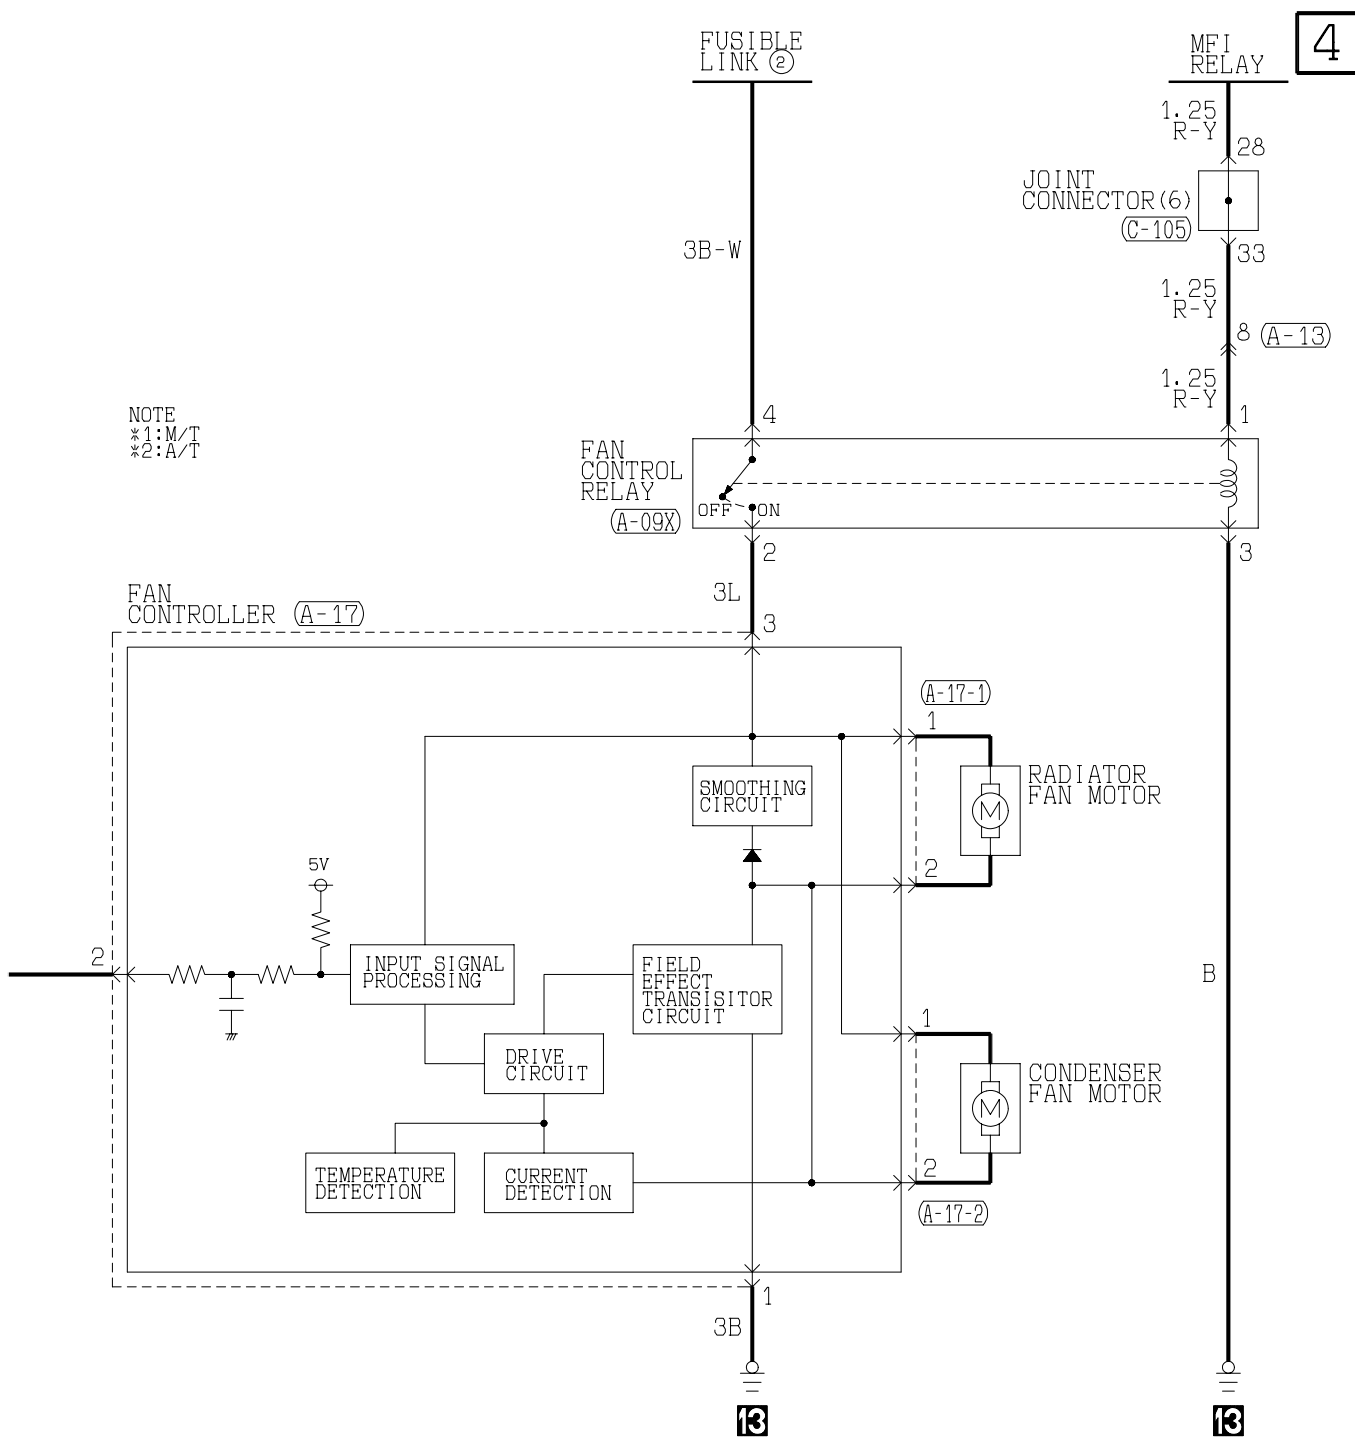 FUSIBLE
LINK ②
MFI
RELAY
4
1.25
R-Y
28
JOINT
CONNECTOR(6)
(C-105)
33
3B-W
1.25
R-Y
8 (A-13)
1.25
R-Y
NOTE
*1:M/T
*2:A/T
4
1
FAN
CONTROL
RELAY
(A-09X)
OFF
ON
2
3
3L
FAN
CONTROLLER (A-17)
3
(A-17-1)
1
RADIATOR
FAN MOTOR
SMOOTHING
CIRCUIT
2
5V
2
INPUT SIGNAL
PROCESSING
FIELD
EFFECT
TRANSISITOR
CIRCUIT
B
DRIVE
CIRCUIT
1
CONDENSER
FAN MOTOR
TEMPERATURE
DETECTION
CURRENT
DETECTION
2
(A-17-2)
1
3B
M
M
13
13